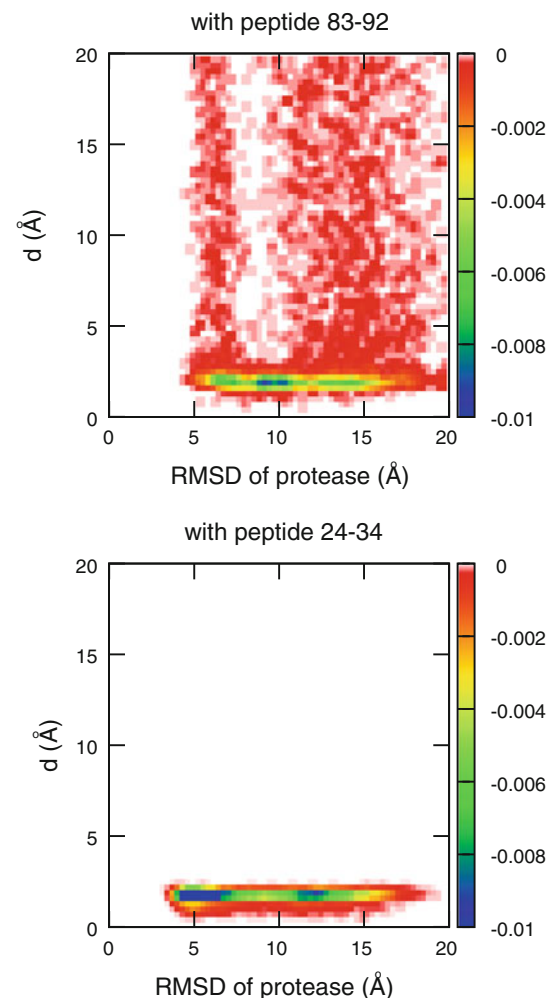 with peptide 83-92
20
15
10
5
0
d (Å)
0 5 10 15 20
RMSD of protease (Å)
0
-0.002
-0.004
-0.006
-0.008
-0.01
with peptide 24-34
20
15
10
5
0
d (Å)
0 5 10 15 20
RMSD of protease (Å)
0
-0.002
-0.004
-0.006
-0.008
-0.01